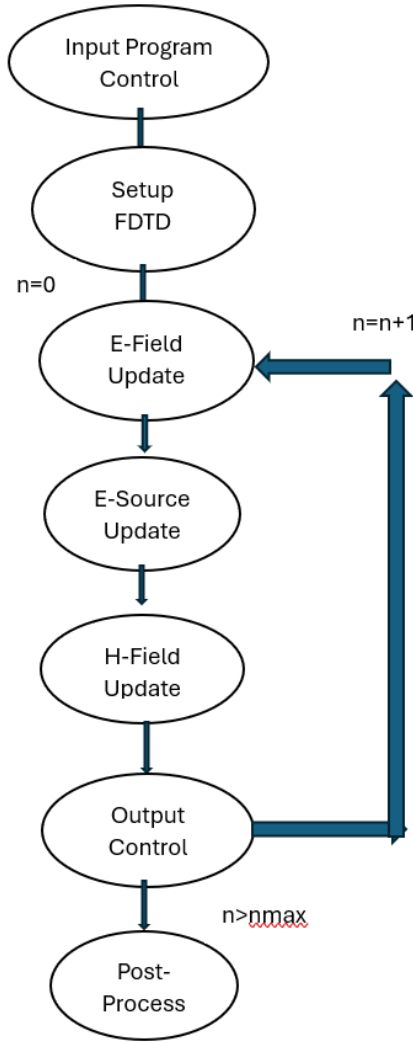 Input Program
Control
Setup
FDTD
n=0
E-Field
Update
n=n+1
E-Source
Update
H-Field
Update
Output
Control
n>nmax
Post-
Process